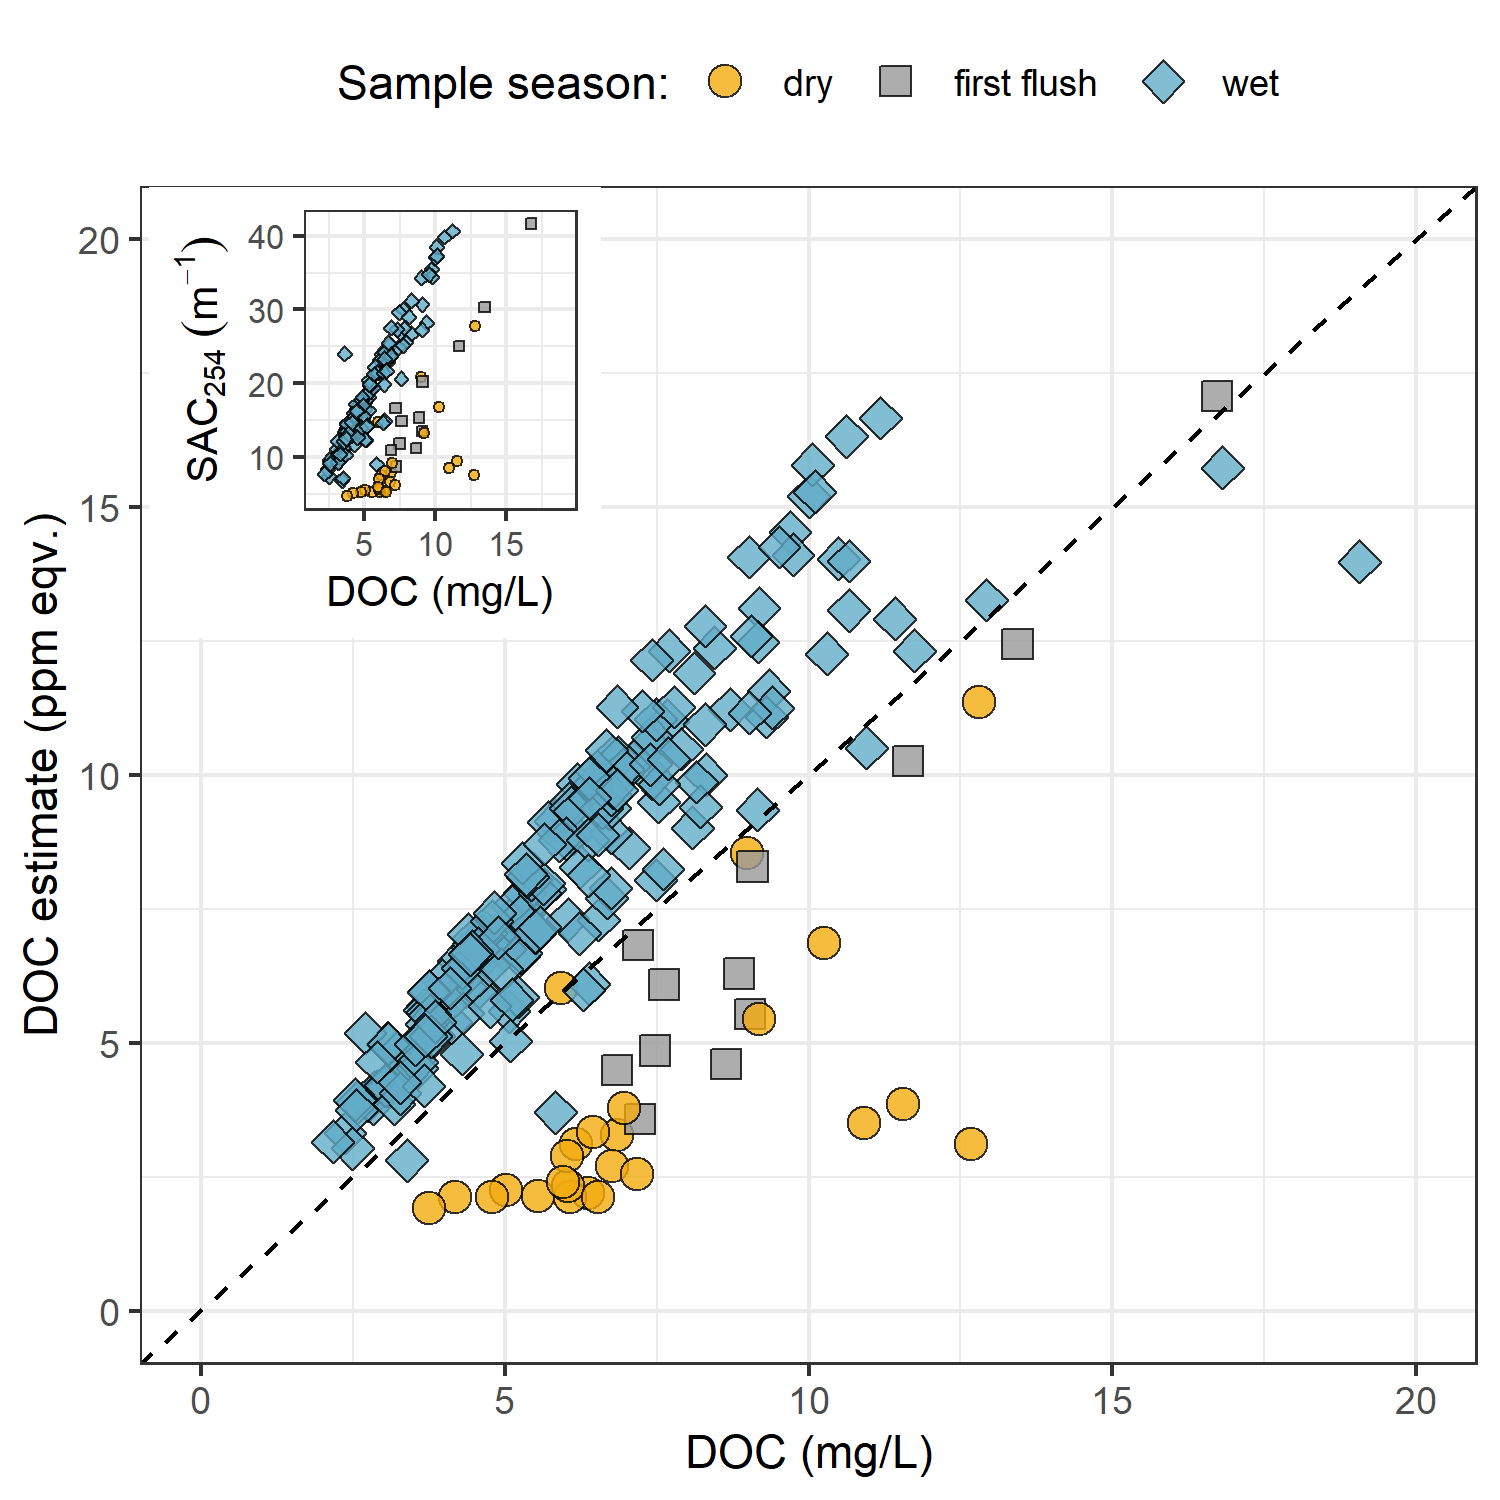 Sample season: dry first flush wet
20
15
10
5
0
DOC estimate (ppm eqv.)
0 5 10 15 20
DOC (mg/L)
40
30
20
10
SAC₂₅₄ (m⁻¹)
5 10 15
DOC (mg/L)